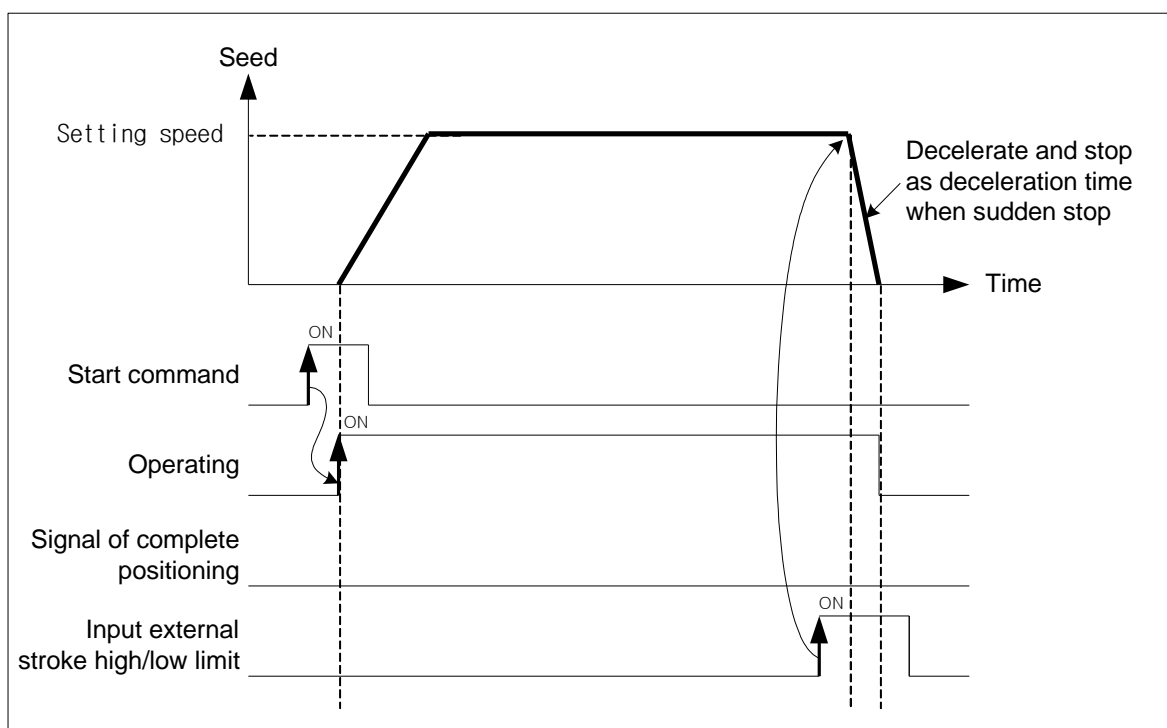 Seed
Setting speed
Decelerate and stop
as deceleration time
when sudden stop
Time
ON
Start command
ON
Operating
Signal of complete
positioning
ON
Input external
stroke high/low limit